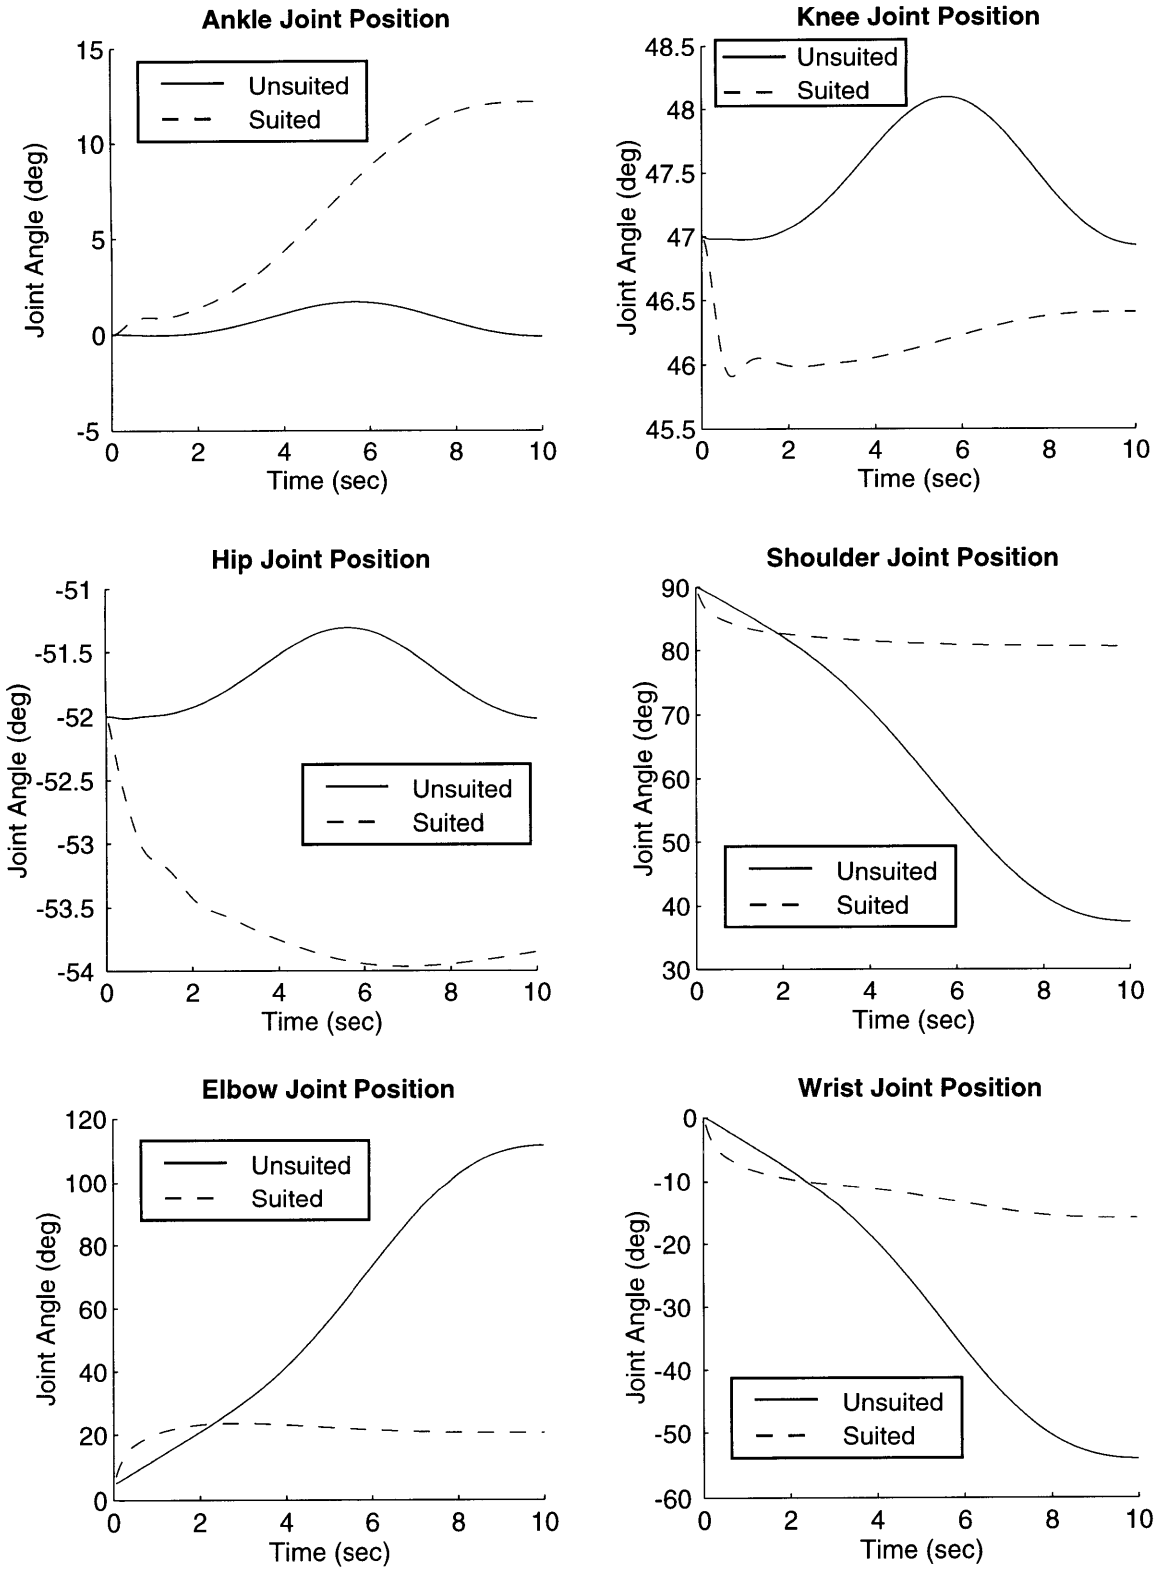 Ankle Joint Position
15
10
5
0
-5
Joint Angle (deg)
Unsuited
Suited
0 2 4 6 8 10
Time (sec)
Knee Joint Position
48.5
48
47.5
47
46.5
46
45.5
Joint Angle (deg)
Unsuited
Suited
0 2 4 6 8 10
Time (sec)
Hip Joint Position
-51
-51.5
-52
-52.5
-53
-53.5
-54
Joint Angle (deg)
Unsuited
Suited
0 2 4 6 8 10
Time (sec)
Shoulder Joint Position
90
80
70
60
50
40
30
Joint Angle (deg)
Unsuited
Suited
0 2 4 6 8 10
Time (sec)
Elbow Joint Position
120
100
80
60
40
20
0
Joint Angle (deg)
Unsuited
Suited
0 2 4 6 8 10
Time (sec)
Wrist Joint Position
0
-10
-20
-30
-40
-50
-60
Joint Angle (deg)
Unsuited
Suited
0 2 4 6 8 10
Time (sec)